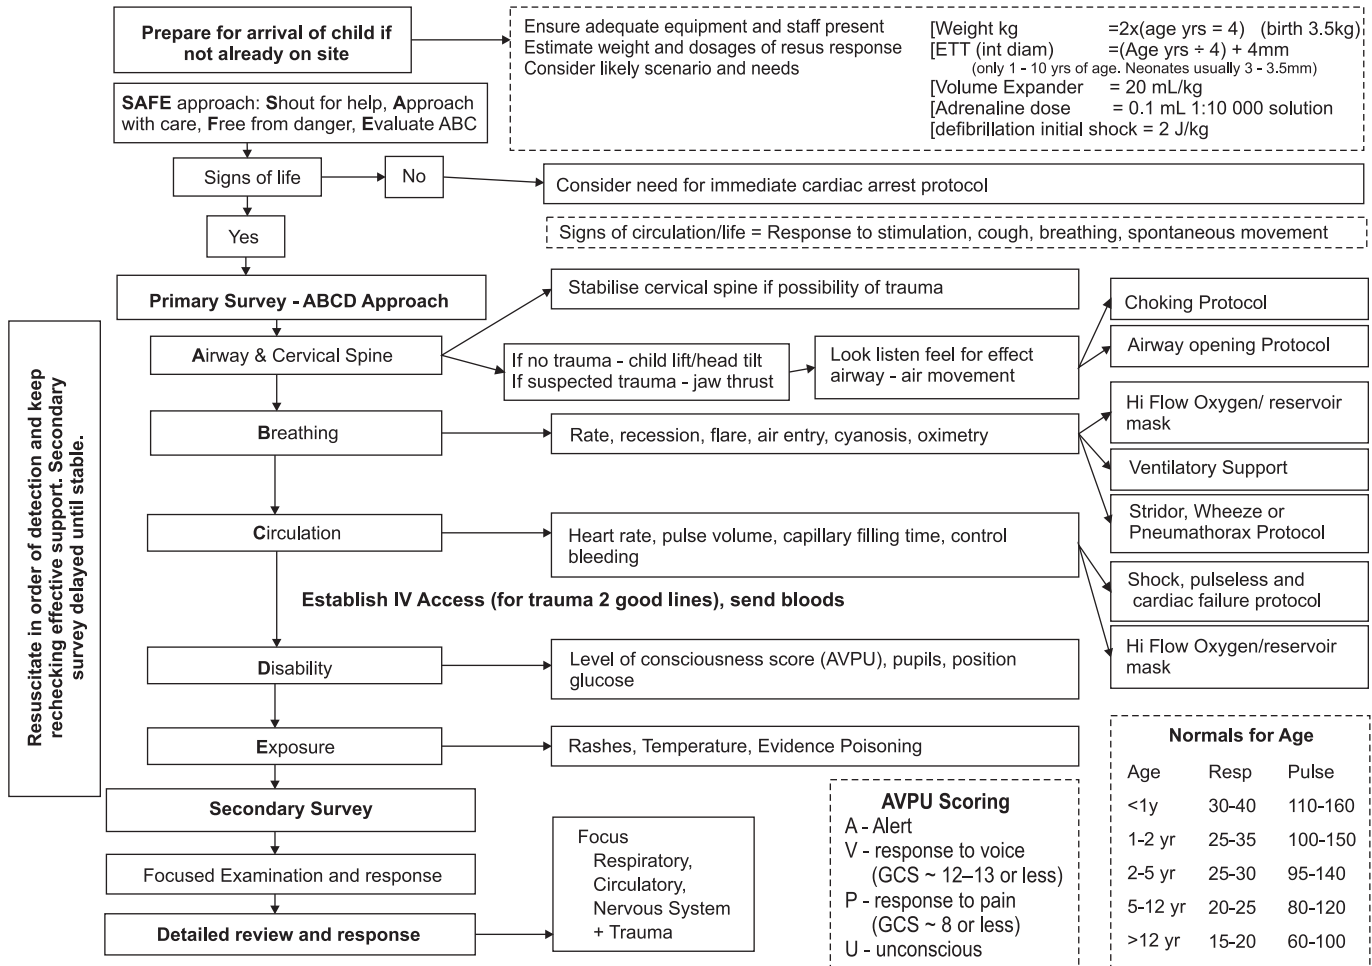 Prepare for arrival of child if
not already on site
Ensure adequate equipment and staff present
Estimate weight and dosages of resus response
Consider likely scenario and needs
[Weight kg =2x(age yrs = 4) (birth 3.5kg)
[ETT (int diam) =(Age yrs ÷ 4) + 4mm
(only 1 - 10 yrs of age. Neonates usually 3 - 3.5mm)
[Volume Expander = 20 mL/kg
[Adrenaline dose = 0.1 mL 1:10 000 solution
[defibrillation initial shock = 2 J/kg
SAFE approach: Shout for help, Approach
with care, Free from danger, Evaluate ABC
Signs of life
No
Consider need for immediate cardiac arrest protocol
Yes
Signs of circulation/life = Response to stimulation, cough, breathing, spontaneous movement
Primary Survey - ABCD Approach
Stabilise cervical spine if possibility of trauma
Airway & Cervical Spine
If no trauma - child lift/head tilt
If suspected trauma - jaw thrust
Look listen feel for effect
airway - air movement
Choking Protocol
Airway opening Protocol
Breathing
Rate, recession, flare, air entry, cyanosis, oximetry
Hi Flow Oxygen/ reservoir
mask
Ventilatory Support
Stridor, Wheeze or
Pneumathorax Protocol
Circulation
Heart rate, pulse volume, capillary filling time, control
bleeding
Shock, pulseless and
cardiac failure protocol
Hi Flow Oxygen/reservoir
mask
Establish IV Access (for trauma 2 good lines), send bloods
Disability
Level of consciousness score (AVPU), pupils, position
glucose
Exposure
Rashes, Temperature, Evidence Poisoning
Resuscitate in order of detection and keep
rechecking effective support. Secondary
survey delayed until stable.
Secondary Survey
Focused Examination and response
Detailed review and response
Focus
Respiratory,
Circulatory,
Nervous System
+ Trauma
AVPU Scoring
A - Alert
V - response to voice
(GCS ~ 12–13 or less)
P - response to pain
(GCS ~ 8 or less)
U - unconscious
Normals for Age
Age Resp Pulse
<1y 30-40 110-160
1-2 yr 25-35 100-150
2-5 yr 25-30 95-140
5-12 yr 20-25 80-120
>12 yr 15-20 60-100